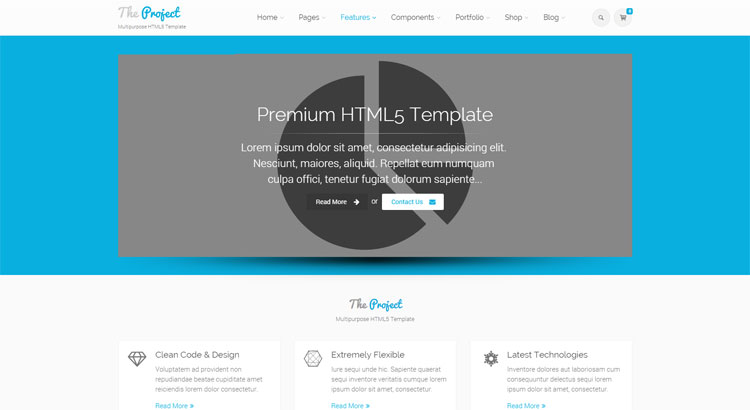 The Project
Multipurpose HTML5 Template
Home Pages Features Components Portfolio Shop Blog
Premium HTML5 Template
Lorem ipsum dolor sit amet, consectetur adipisicing elit.
Nesciunt, maiores, aliquid. Repellat eum numquam
culpa offici, tenetur fugiat dolorum sapiente...
Read More or Contact Us
The Project
Multipurpose HTML5 Template
Clean Code & Design
Voluptatem ad provident non
repudiandae beatae cupiditate amet
reiciendis lorem dolor consectetur.
Read More
Extremely Flexible
Iure sequi unde hic. Sapiente quaerat
sequi inventore veritatis cumque lorem
ipsum dolor sit amet, consectetur.
Read More
Latest Technologies
Inventore dolores aut laboriosam cum
consequuntur delectus sequi lorem
ipsum dolor sit amet, consectetur.
Read More